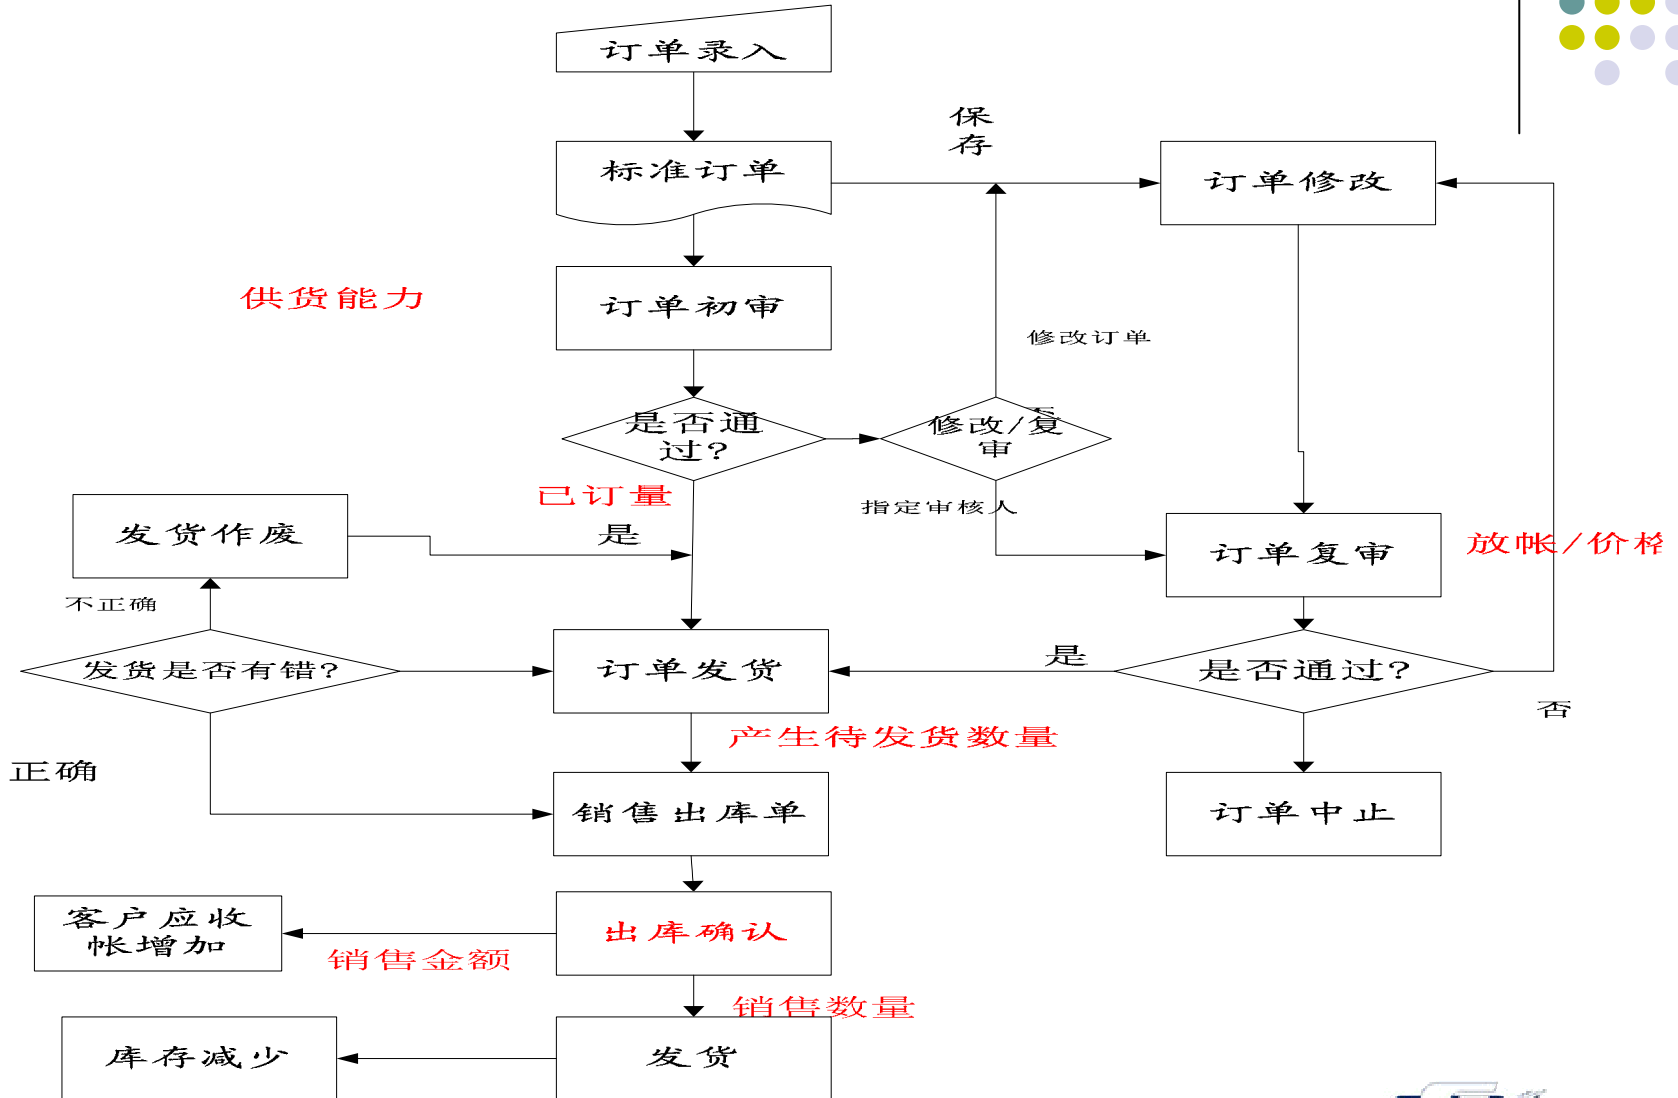 订单录入
保
存
标准订单
订单修改
供货能力
订单初审
修改订单
否
是否通
过?
修改/复
审
已订量
指定审核人
发货作废
是
订单复审
放帐/价格
不正确
发货是否有错?
订单发货
是
是否通过?
否
产生待发货数量
正确
销售出库单
订单中止
客户应收
帐增加
出库确认
销售金额
销售数量
库存减少
发货